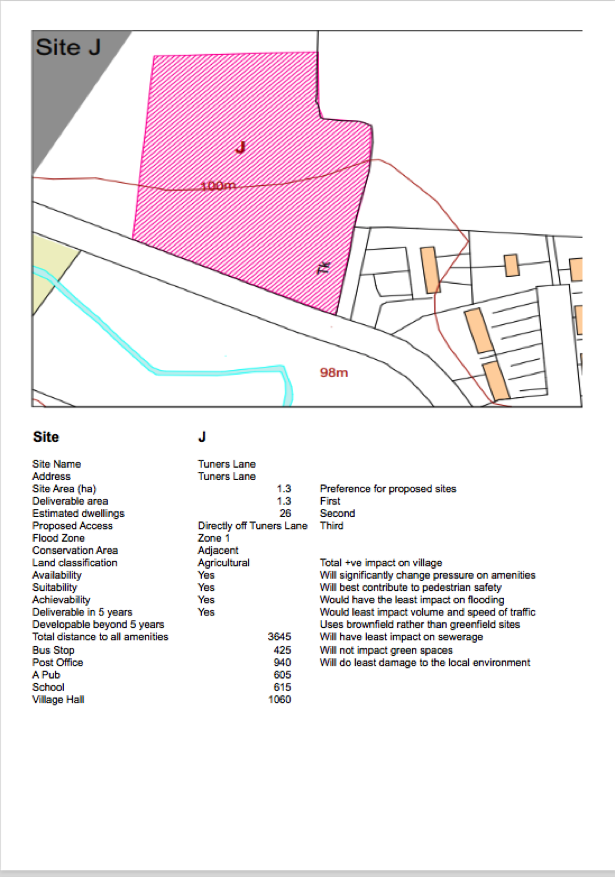 Site J
J
100m
Tk
98m
Site J
Site Name Tuners Lane
Address Tuners Lane
Site Area (ha) 1.3 Preference for proposed sites
Deliverable area 1.3 First
Estimated dwellings 26 Second
Proposed Access Directly off Tuners Lane Third
Flood Zone Zone 1
Conservation Area Adjacent
Land classification Agricultural Total +ve impact on village
Availability Yes Will significantly change pressure on amenities
Suitability Yes Will best contribute to pedestrian safety
Achievability Yes Would have the least impact on flooding
Deliverable in 5 years Yes Would least impact volume and speed of traffic
Developable beyond 5 years Uses brownfield rather than greenfield sites
Total distance to all amenities 3645 Will have least impact on sewerage
Bus Stop 425 Will not impact green spaces
Post Office 940 Will do least damage to the local environment
A Pub 605
School 615
Village Hall 1060